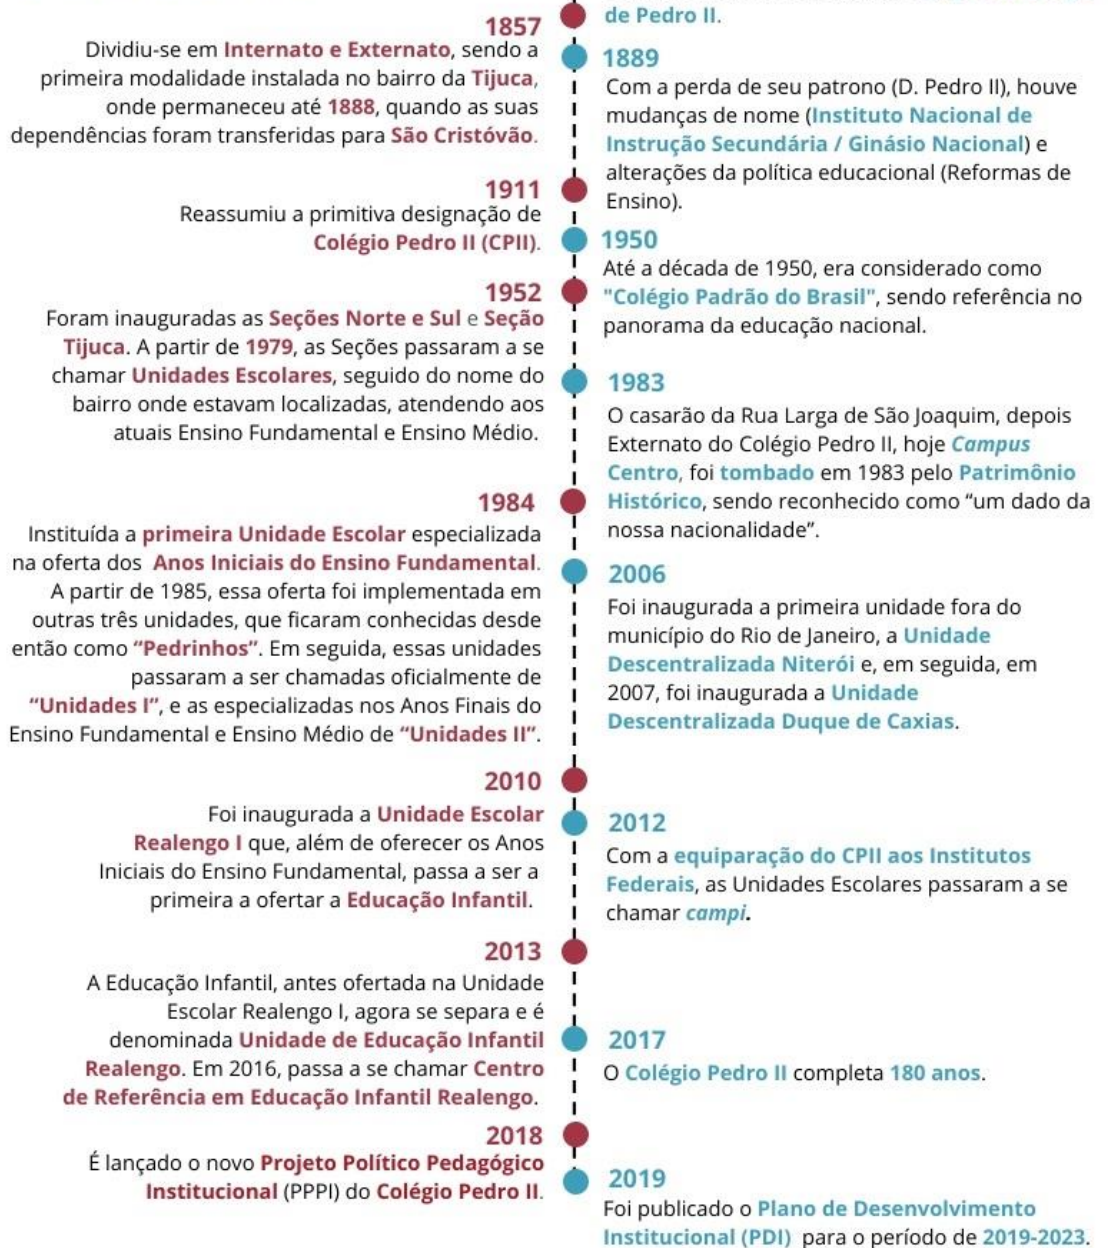 de Pedro II.
1857
Dividiu-se em Internato e Externato, sendo a
primeira modalidade instalada no bairro da Tijuca,
onde permaneceu até 1888, quando as suas
dependências foram transferidas para São Cristóvão.
1889
Com a perda de seu patrono (D. Pedro II), houve
mudanças de nome (Instituto Nacional de
Instrução Secundária / Ginásio Nacional) e
alterações da política educacional (Reformas de
Ensino).
1911
Reassumiu a primitiva designação de
Colégio Pedro II (CPII).
1950
Até a década de 1950, era considerado como
"Colégio Padrão do Brasil", sendo referência no
panorama da educação nacional.
1952
Foram inauguradas as Seções Norte e Sul e Seção
Tijuca. A partir de 1979, as Seções passaram a se
chamar Unidades Escolares, seguido do nome do
bairro onde estavam localizadas, atendendo aos
atuais Ensino Fundamental e Ensino Médio.
1983
O casarão da Rua Larga de São Joaquim, depois
Externato do Colégio Pedro II, hoje Campus
Centro, foi tombado em 1983 pelo Patrimônio
Histórico, sendo reconhecido como “um dado da
nossa nacionalidade”.
1984
Instituída a primeira Unidade Escolar especializada
na oferta dos Anos Iniciais do Ensino Fundamental.
A partir de 1985, essa oferta foi implementada em
outras três unidades, que ficaram conhecidas desde
então como “Pedrinhos”. Em seguida, essas unidades
passaram a ser chamadas oficialmente de
“Unidades I”, e as especializadas nos Anos Finais do
Ensino Fundamental e Ensino Médio de “Unidades II”.
2006
Foi inaugurada a primeira unidade fora do
município do Rio de Janeiro, a Unidade
Descentralizada Niterói e, em seguida, em
2007, foi inaugurada a Unidade
Descentralizada Duque de Caxias.
2010
Foi inaugurada a Unidade Escolar
Realengo I que, além de oferecer os Anos
Iniciais do Ensino Fundamental, passa a ser a
primeira a ofertar a Educação Infantil.
2012
Com a equiparação do CPII aos Institutos
Federais, as Unidades Escolares passaram a se
chamar campi.
2013
A Educação Infantil, antes ofertada na Unidade
Escolar Realengo I, agora se separa e é
denominada Unidade de Educação Infantil
Realengo. Em 2016, passa a se chamar Centro
de Referência em Educação Infantil Realengo.
2017
O Colégio Pedro II completa 180 anos.
2018
É lançado o novo Projeto Político Pedagógico
Institucional (PPPI) do Colégio Pedro II.
2019
Foi publicado o Plano de Desenvolvimento
Institucional (PDI) para o período de 2019-2023.